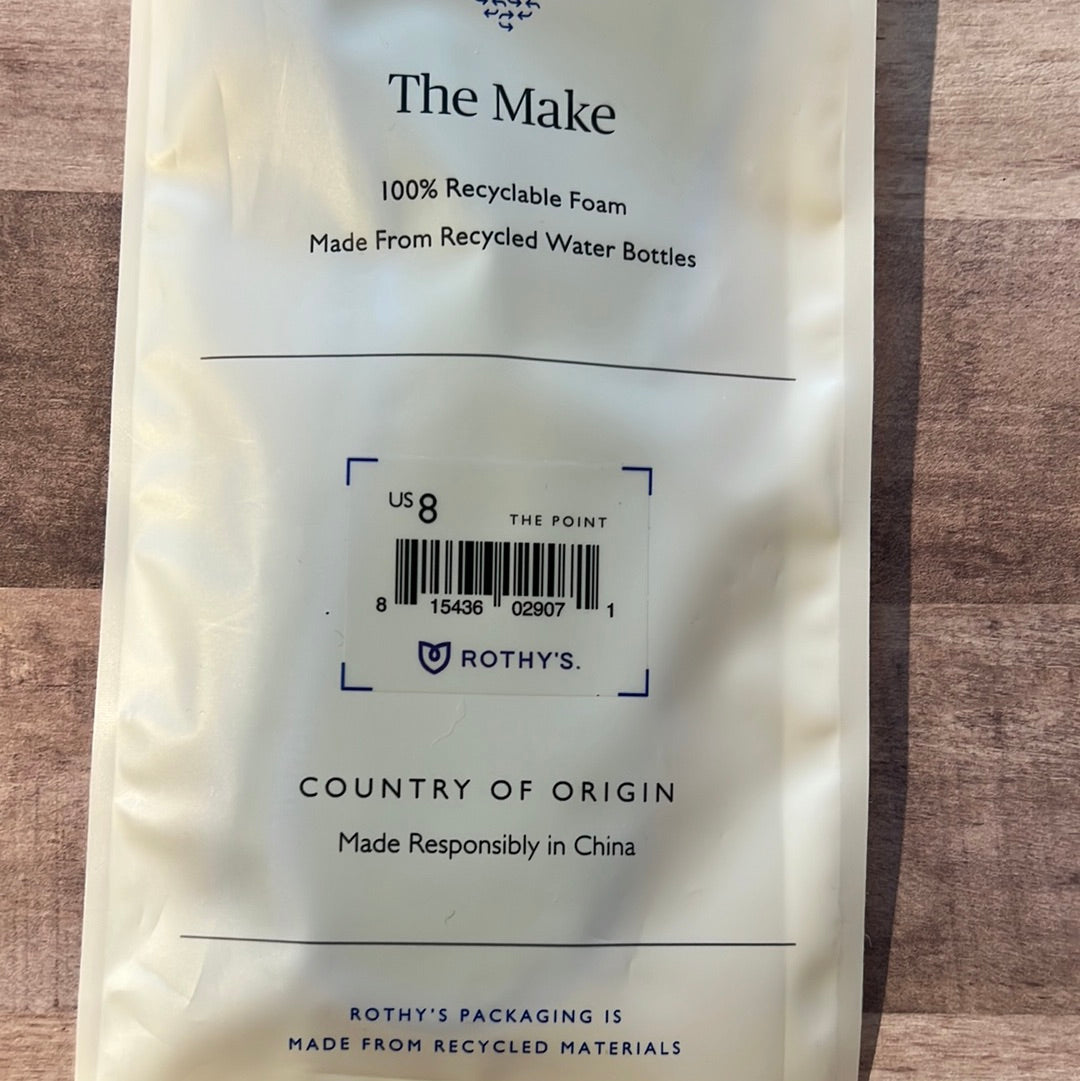 The Make
100% Recyclable Foam
Made From Recycled Water Bottles
US 8
THE POINT
8 15436 02907 1
ROTHY'S.
COUNTRY OF ORIGIN
Made Responsibly in China
ROTHY'S PACKAGING IS
MADE FROM RECYCLED MATERIALS